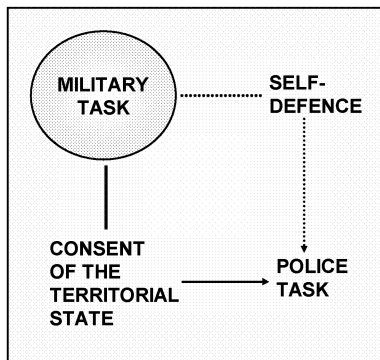 MILITARY
TASK
SELF-
DEFENCE
CONSENT
OF THE
TERRITORIAL
STATE
POLICE
TASK